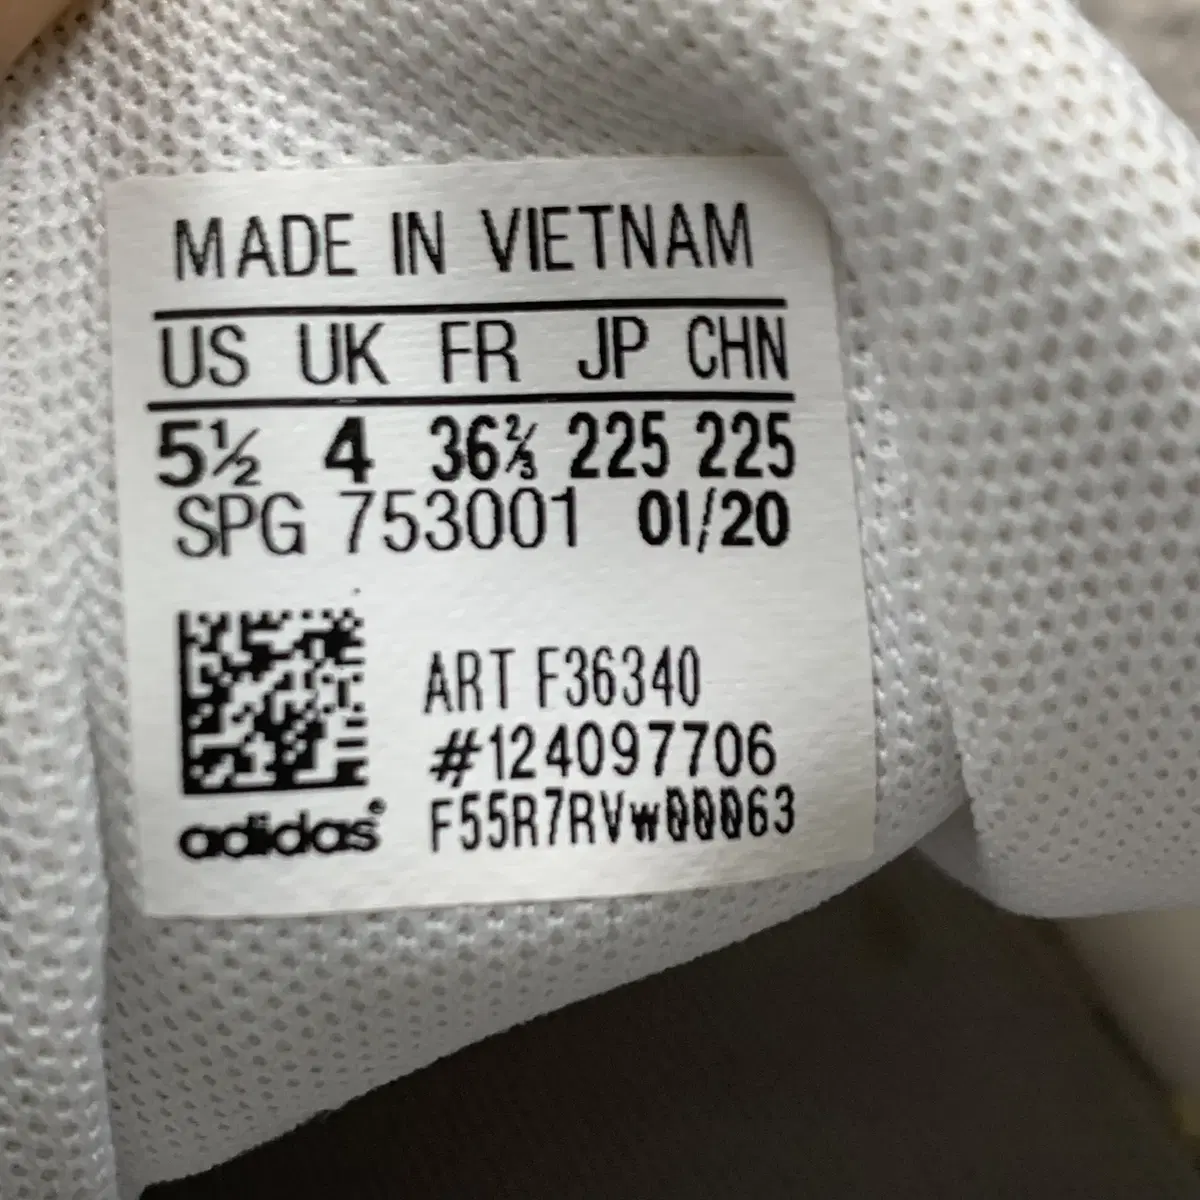 MADE IN VIETNAM
US UK FR JP CHN
5½ 4 36⅔ 225 225
SPG 753001 01/20
ART F36340
#124097706
adidas®
F55R7RVw00063